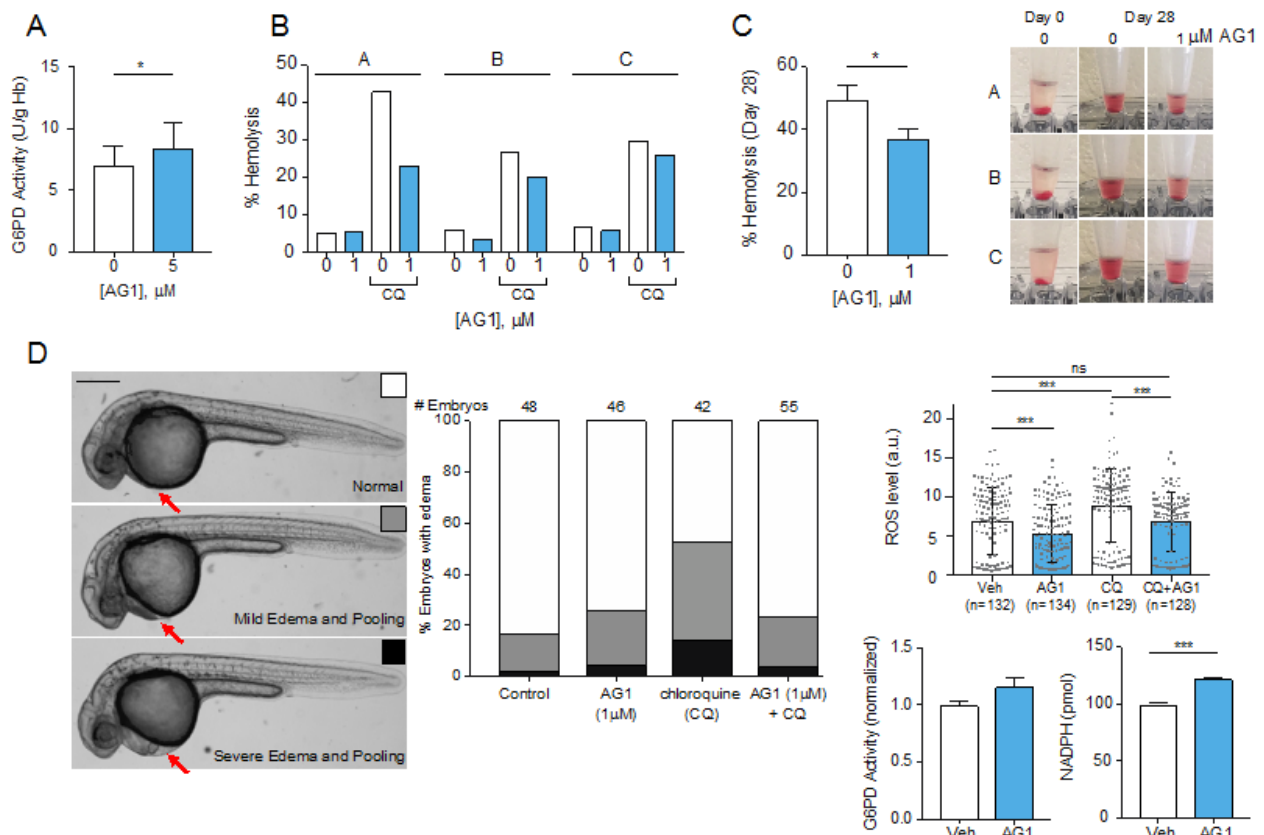 A
G6PD Activity (U/g Hb)
15
10
5
0
*
0 5
[AG1], μM
B
% Hemolysis
50
40
30
20
10
0
A B C
0 1 0 1 0 1 0 1 0 1 0 1
CQ CQ CQ
[AG1], μM
C
% Hemolysis (Day 28)
60
40
20
0
*
0 1
[AG1], μM
Day 0 Day 28
0 0 1 μM AG1
A
B
C
D
Normal
Mild Edema and Pooling
Severe Edema and Pooling
# Embryos 48 46 42 55
% Embryos with edema
100
80
60
40
20
0
Control AG1 chloroquine AG1 (1μM)
(1μM) (CQ) + CQ
ns
*** ***
***
ROS level (a.u.)
20
15
10
5
0
Veh AG1 CQ CQ+AG1
(n=132) (n=134) (n=129) (n=128)
G6PD Activity (normalized)
1.5
1.0
0.5
0.0
Veh AG1
NADPH (pmol)
150
100
50
0
***
Veh AG1